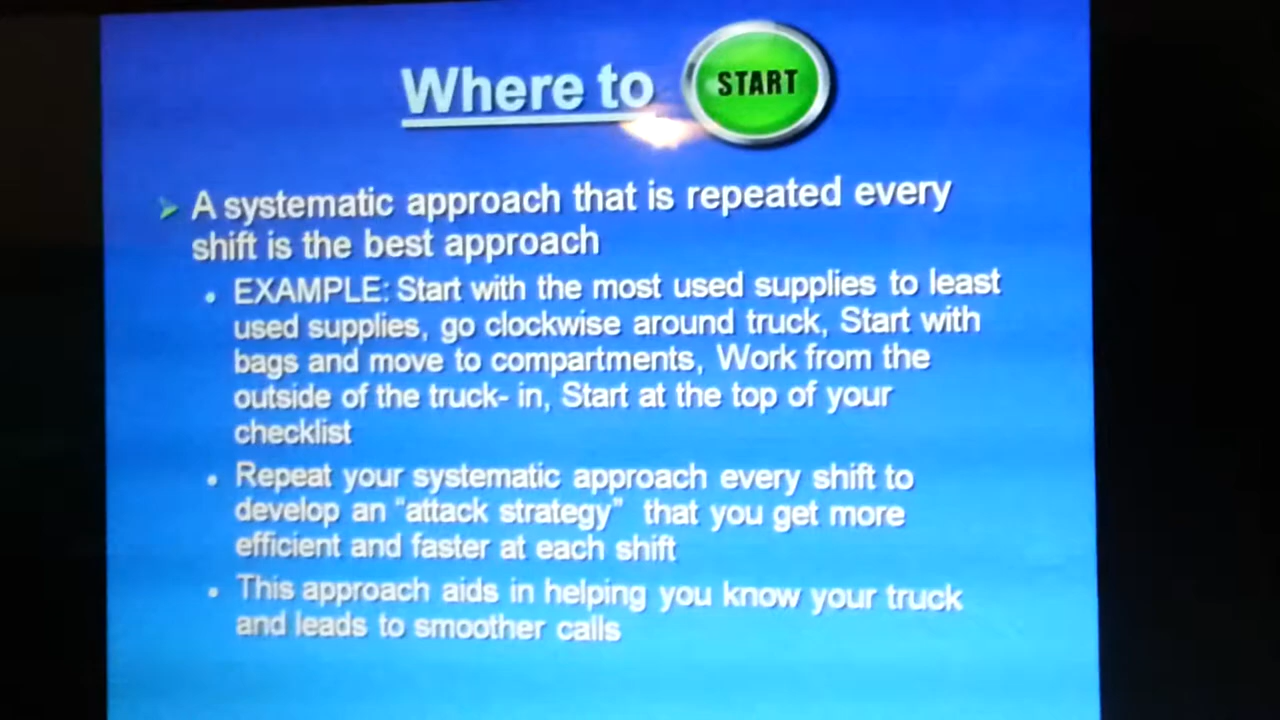 Where to START
A systematic approach that is repeated every
shift is the best approach
EXAMPLE: Start with the most used supplies to least
used supplies, go clockwise around truck, Start with
bags and move to compartments, Work from the
outside of the truck- in, Start at the top of your
checklist
Repeat your systematic approach every shift to
develop an "attack strategy" that you get more
efficient and faster at each shift
This approach aids in helping you know your truck
and leads to smoother calls